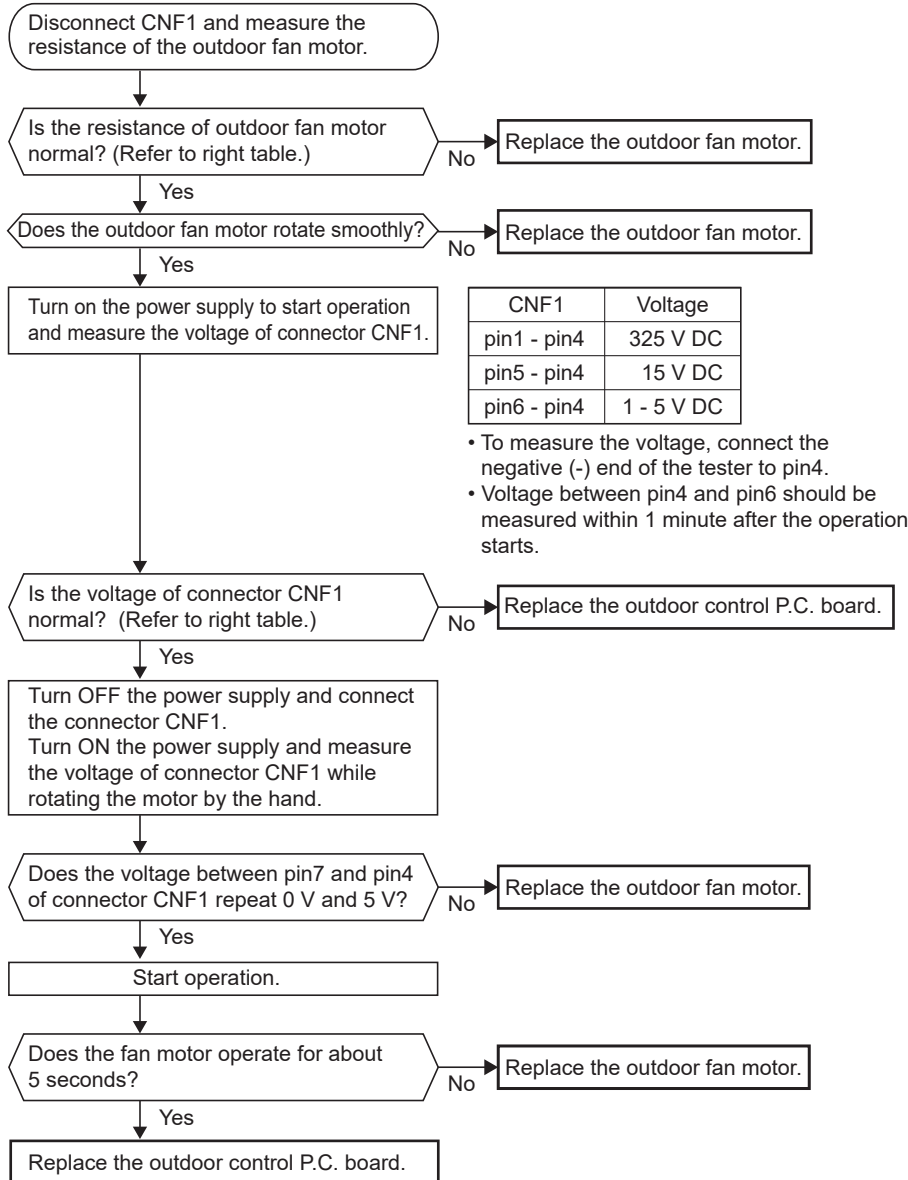 Disconnect CNF1 and measure the
resistance of the outdoor fan motor.
Is the resistance of outdoor fan motor
normal? (Refer to right table.)
No
Replace the outdoor fan motor.
Yes
Does the outdoor fan motor rotate smoothly?
No
Replace the outdoor fan motor.
Yes
Turn on the power supply to start operation
and measure the voltage of connector CNF1.
CNF1 Voltage
pin1 - pin4 325 V DC
pin5 - pin4 15 V DC
pin6 - pin4 1 - 5 V DC
• To measure the voltage, connect the
negative (-) end of the tester to pin4.
• Voltage between pin4 and pin6 should be
measured within 1 minute after the operation
starts.
Is the voltage of connector CNF1
normal? (Refer to right table.)
No
Replace the outdoor control P.C. board.
Yes
Turn OFF the power supply and connect
the connector CNF1.
Turn ON the power supply and measure
the voltage of connector CNF1 while
rotating the motor by the hand.
Does the voltage between pin7 and pin4
of connector CNF1 repeat 0 V and 5 V?
No
Replace the outdoor fan motor.
Yes
Start operation.
Does the fan motor operate for about
5 seconds?
No
Replace the outdoor fan motor.
Yes
Replace the outdoor control P.C. board.